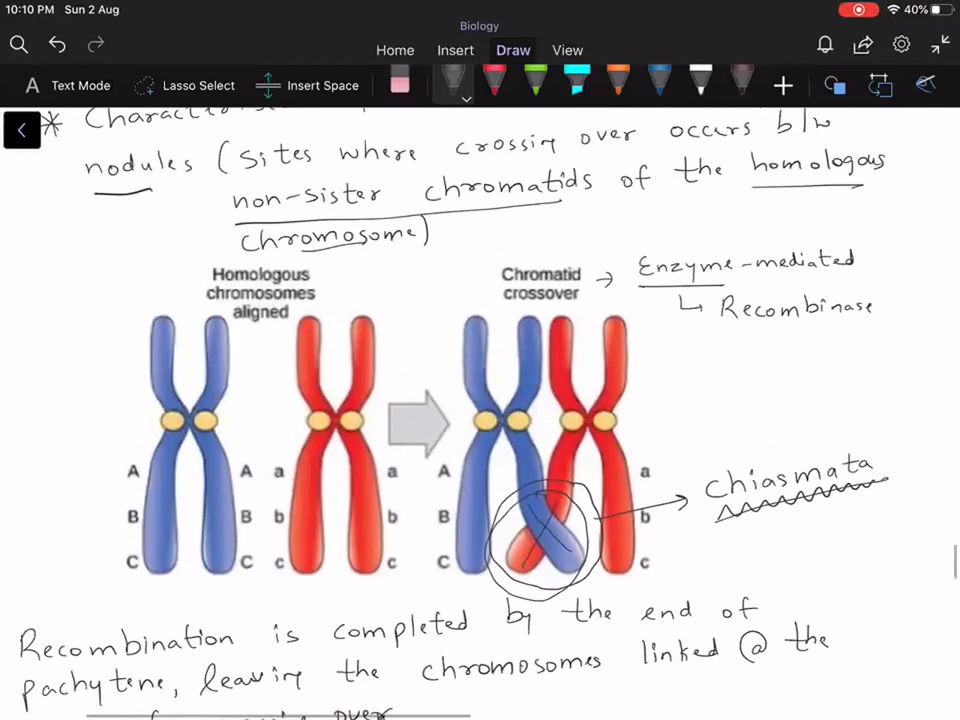 10:10 PM Sun 2 Aug
40%
Biology
Home Insert Draw View
Text Mode Lasso Select Insert Space
nodules (Sites where crossing over occurs b/w
non-sister chromatids of the homologous
chromosome)
Homologous
chromosomes
aligned
Chromatid
crossover
→ Enzyme-mediated
↳ Recombinase
A A a a A a
B B b b B b
C C c c C c
Chiasmata
Recombination is completed by the end of
pachytene, leaving the chromosomes linked @ the
over